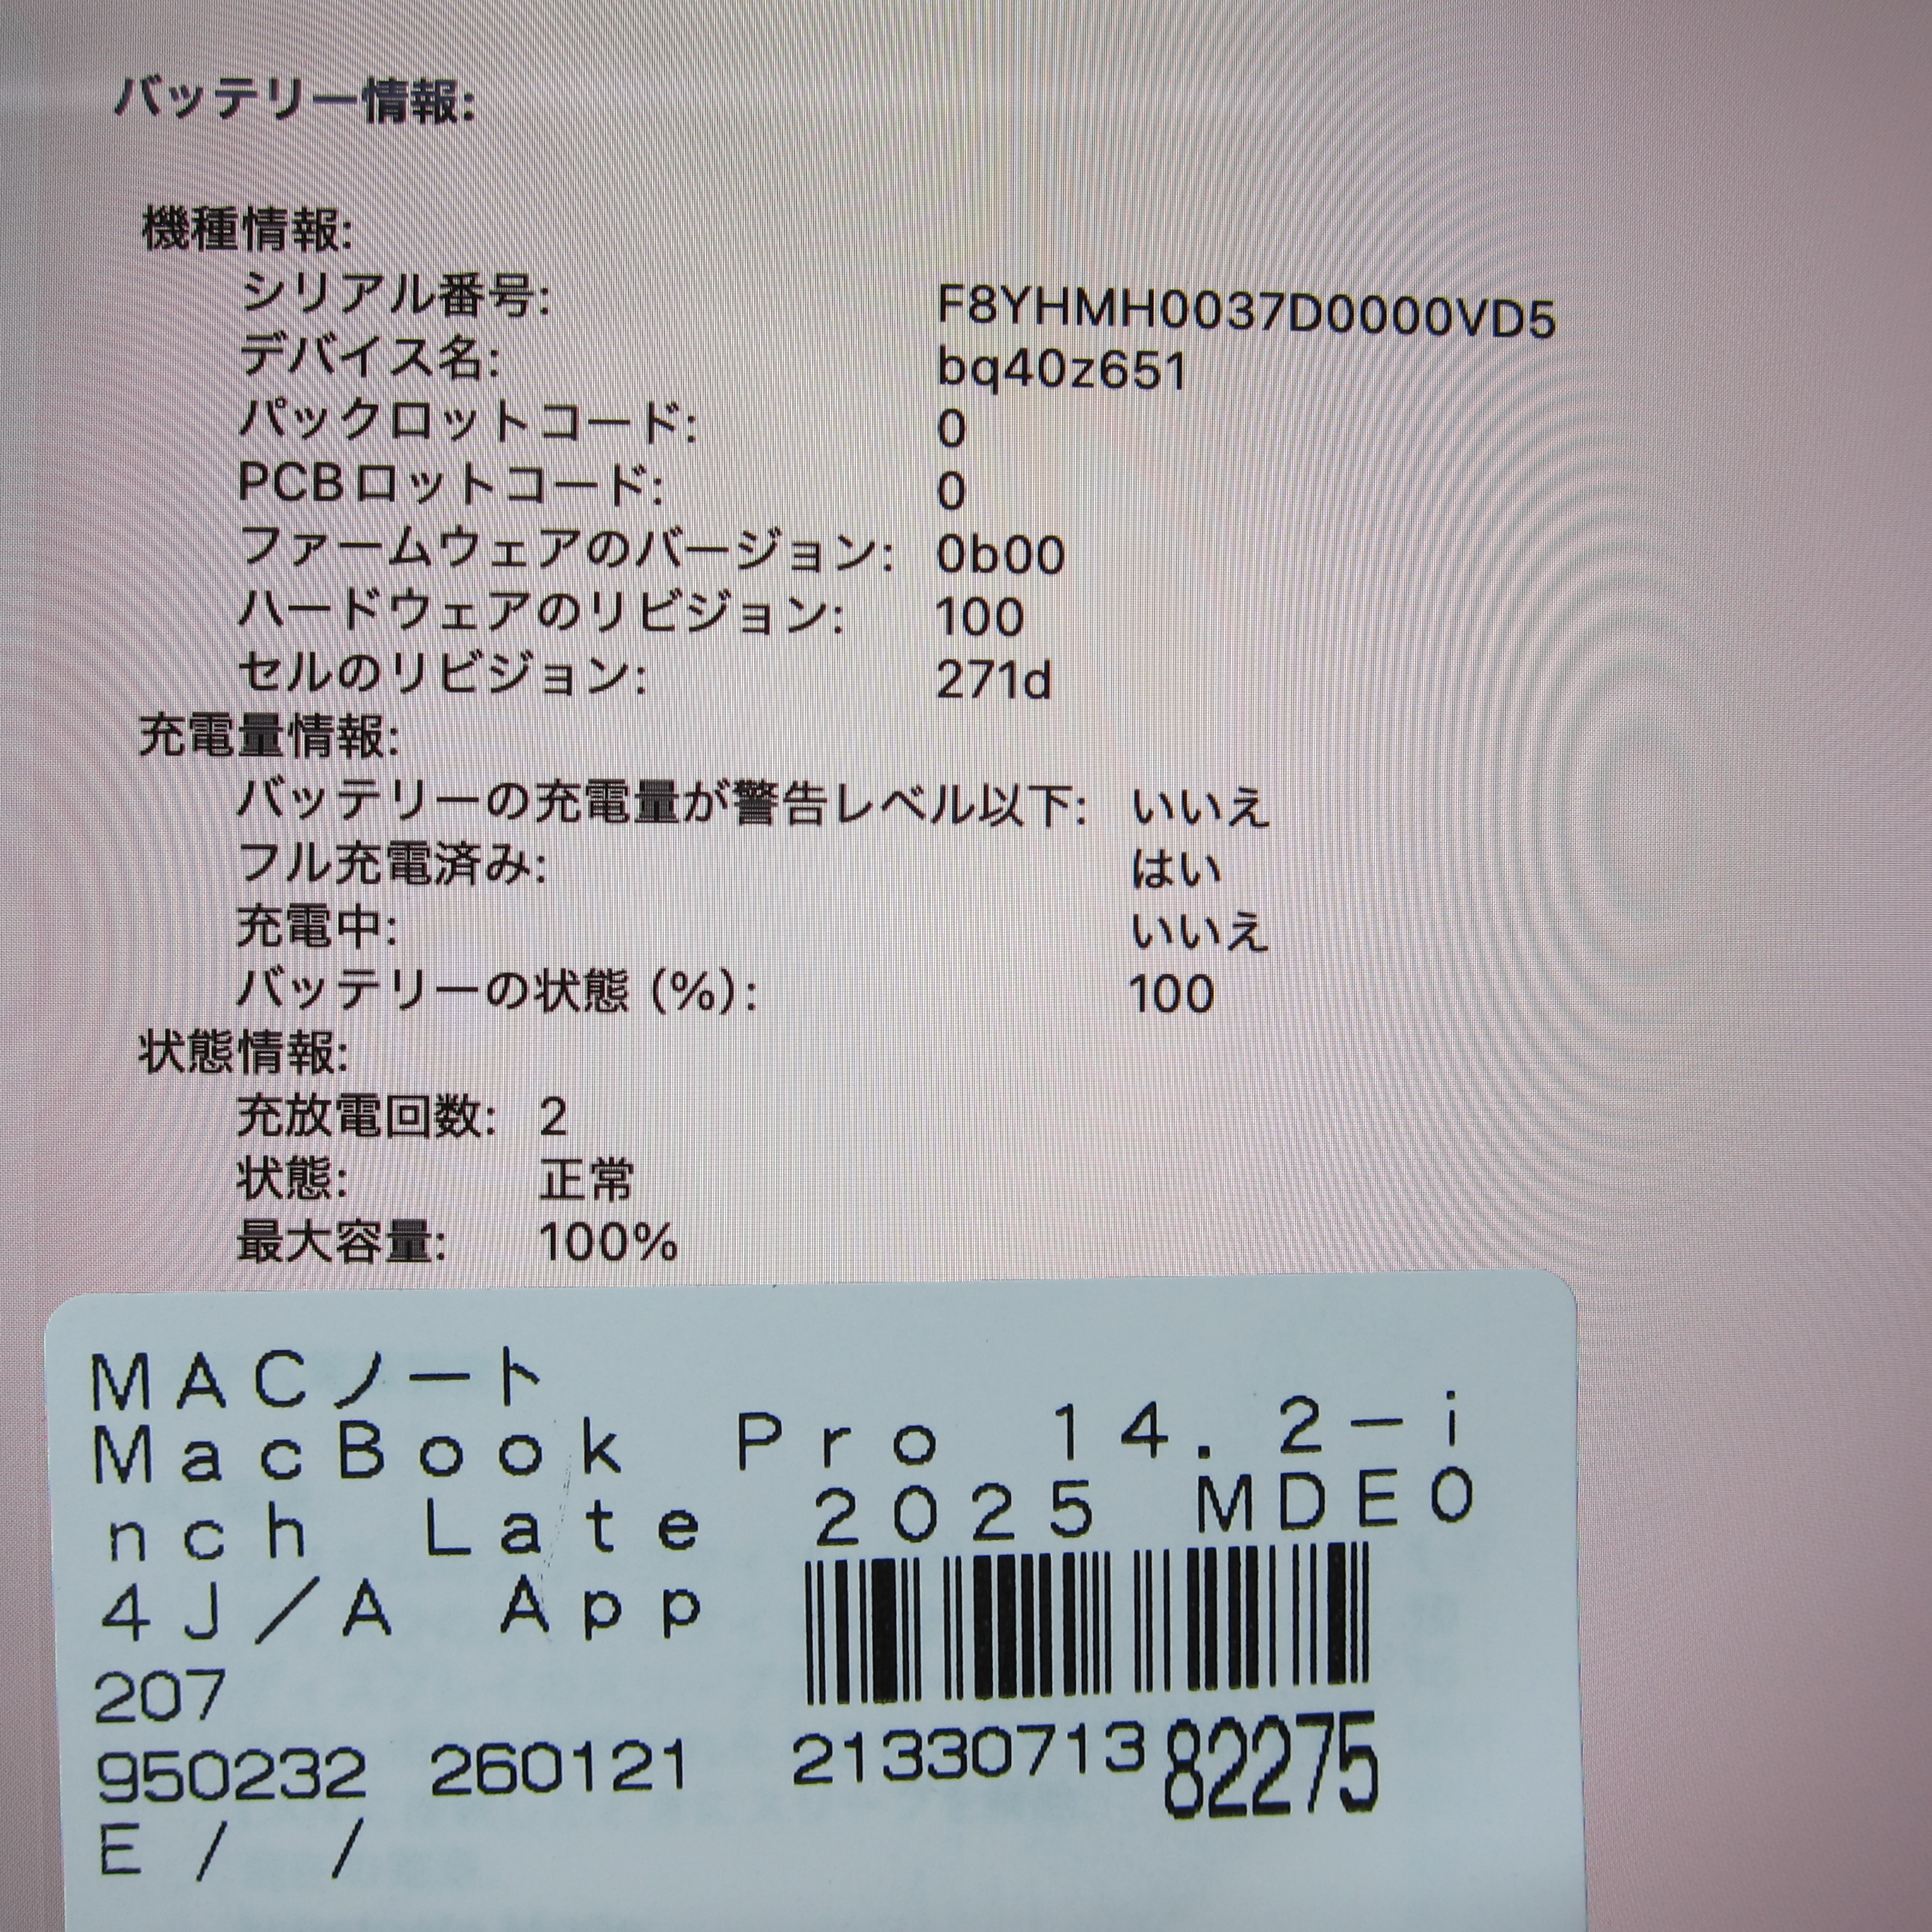 バッテリー情報:
機種情報:
シリアル番号: F8YHMH0037D0000VD5
デバイス名: bq40z651
パックロットコード: 0
PCBロットコード: 0
ファームウェアのバージョン: 0b00
ハードウェアのリビジョン: 100
セルのリビジョン: 271d
充電量情報:
バッテリーの充電量が警告レベル以下: いいえ
フル充電済み: はい
充電中: いいえ
バッテリーの状態 (%): 100
状態情報:
充放電回数: 2
状態: 正常
最大容量: 100%
MACノート
MacBook Pro 14.2-i
nch Late 2025 MDE0
4J/A App
207
950232 260121 2133071382275
E / /